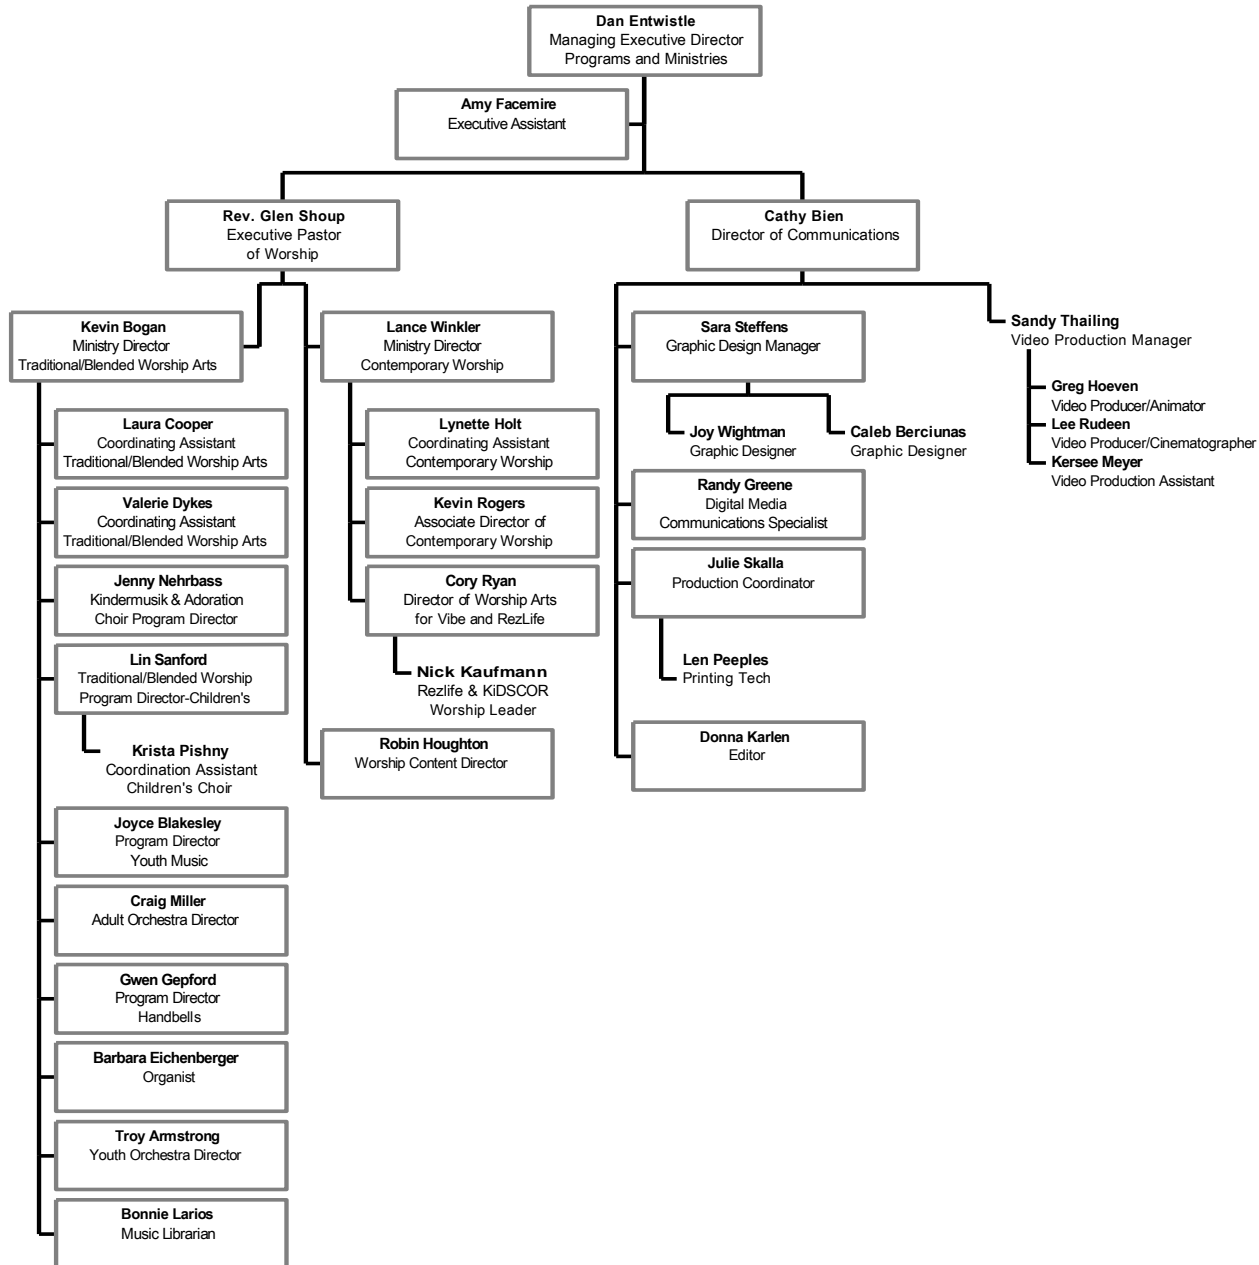 Dan Entwistle
Managing Executive Director
Programs and Ministries
Amy Facemire
Executive Assistant
Rev. Glen Shoup
Executive Pastor
of Worship
Cathy Bien
Director of Communications
Kevin Bogan
Ministry Director
Traditional/Blended Worship Arts
Laura Cooper
Coordinating Assistant
Traditional/Blended Worship Arts
Valerie Dykes
Coordinating Assistant
Traditional/Blended Worship Arts
Jenny Nehrbass
Kindermusik & Adoration
Choir Program Director
Lin Sanford
Traditional/Blended Worship
Program Director-Children's
Krista Pishny
Coordination Assistant
Children's Choir
Joyce Blakesley
Program Director
Youth Music
Craig Miller
Adult Orchestra Director
Gwen Gepford
Program Director
Handbells
Barbara Eichenberger
Organist
Troy Armstrong
Youth Orchestra Director
Bonnie Larios
Music Librarian
Lance Winkler
Ministry Director
Contemporary Worship
Lynette Holt
Coordinating Assistant
Contemporary Worship
Kevin Rogers
Associate Director of
Contemporary Worship
Cory Ryan
Director of Worship Arts
for Vibe and RezLife
Nick Kaufmann
Rezlife & KiDSCOR
Worship Leader
Robin Houghton
Worship Content Director
Sara Steffens
Graphic Design Manager
Joy Wightman
Graphic Designer
Caleb Berciunas
Graphic Designer
Randy Greene
Digital Media
Communications Specialist
Julie Skalla
Production Coordinator
Len Peeples
Printing Tech
Donna Karlen
Editor
Sandy Thailing
Video Production Manager
Greg Hoeven
Video Producer/Animator
Lee Rudeen
Video Producer/Cinematographer
Kersee Meyer
Video Production Assistant